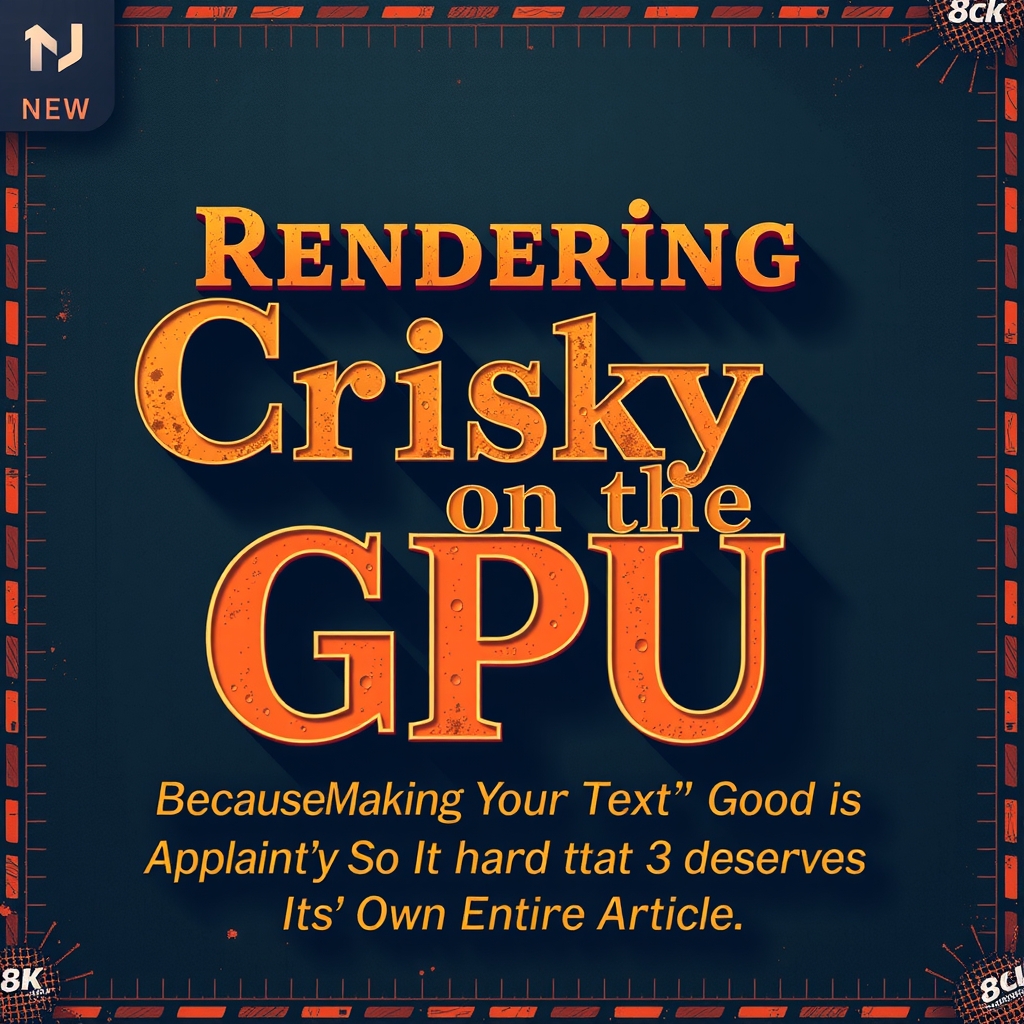 8ck
NEW
RENDERING
Crisky
on the
GPU
BecauseMaking Your Text” Good is
Applaint’y So It hard ttat 3 deserves
Its’ Own Entire Article.
8K